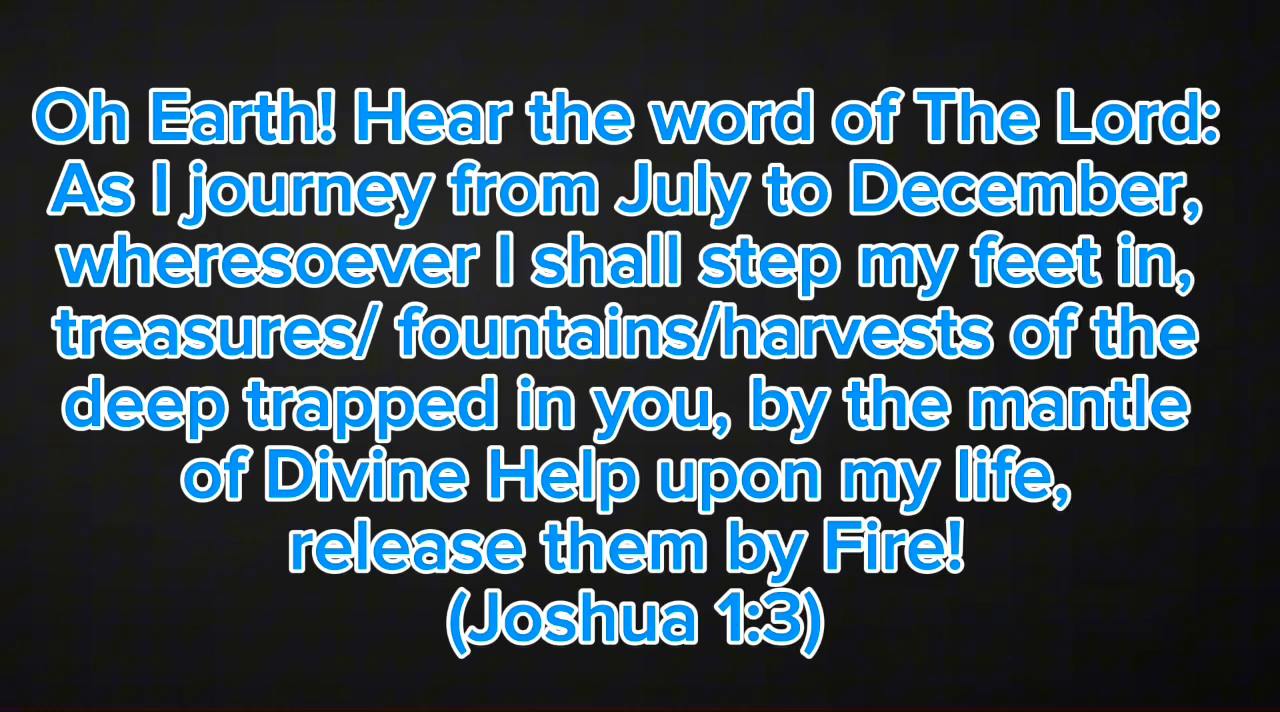 Oh Earth! Hear the word of The Lord:
As I journey from July to December,
wheresoever I shall step my feet in,
treasures/ fountains/harvests of the
deep trapped in you, by the mantle
of Divine Help upon my life,
release them by Fire!
(Joshua 1:3)